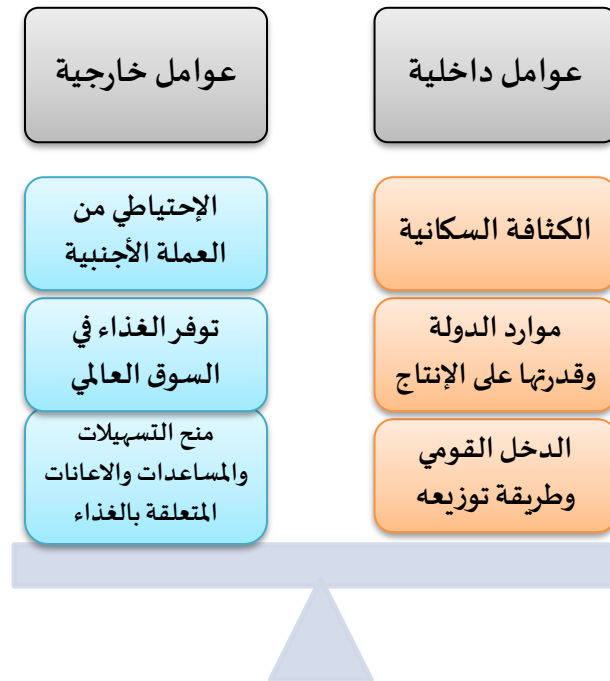 عوامل داخلية
الكثافة السكانية
موارد الدولة
وقدرتها على الإنتاج
الدخل القومي
وطريقة توزيعه
عوامل خارجية
الإحتياطي من
العملة الأجنبية
توفر الغذاء في
السوق العالمي
منح التسهيلات
والمساعدات والاعانات
المتعلقة بالغذاء